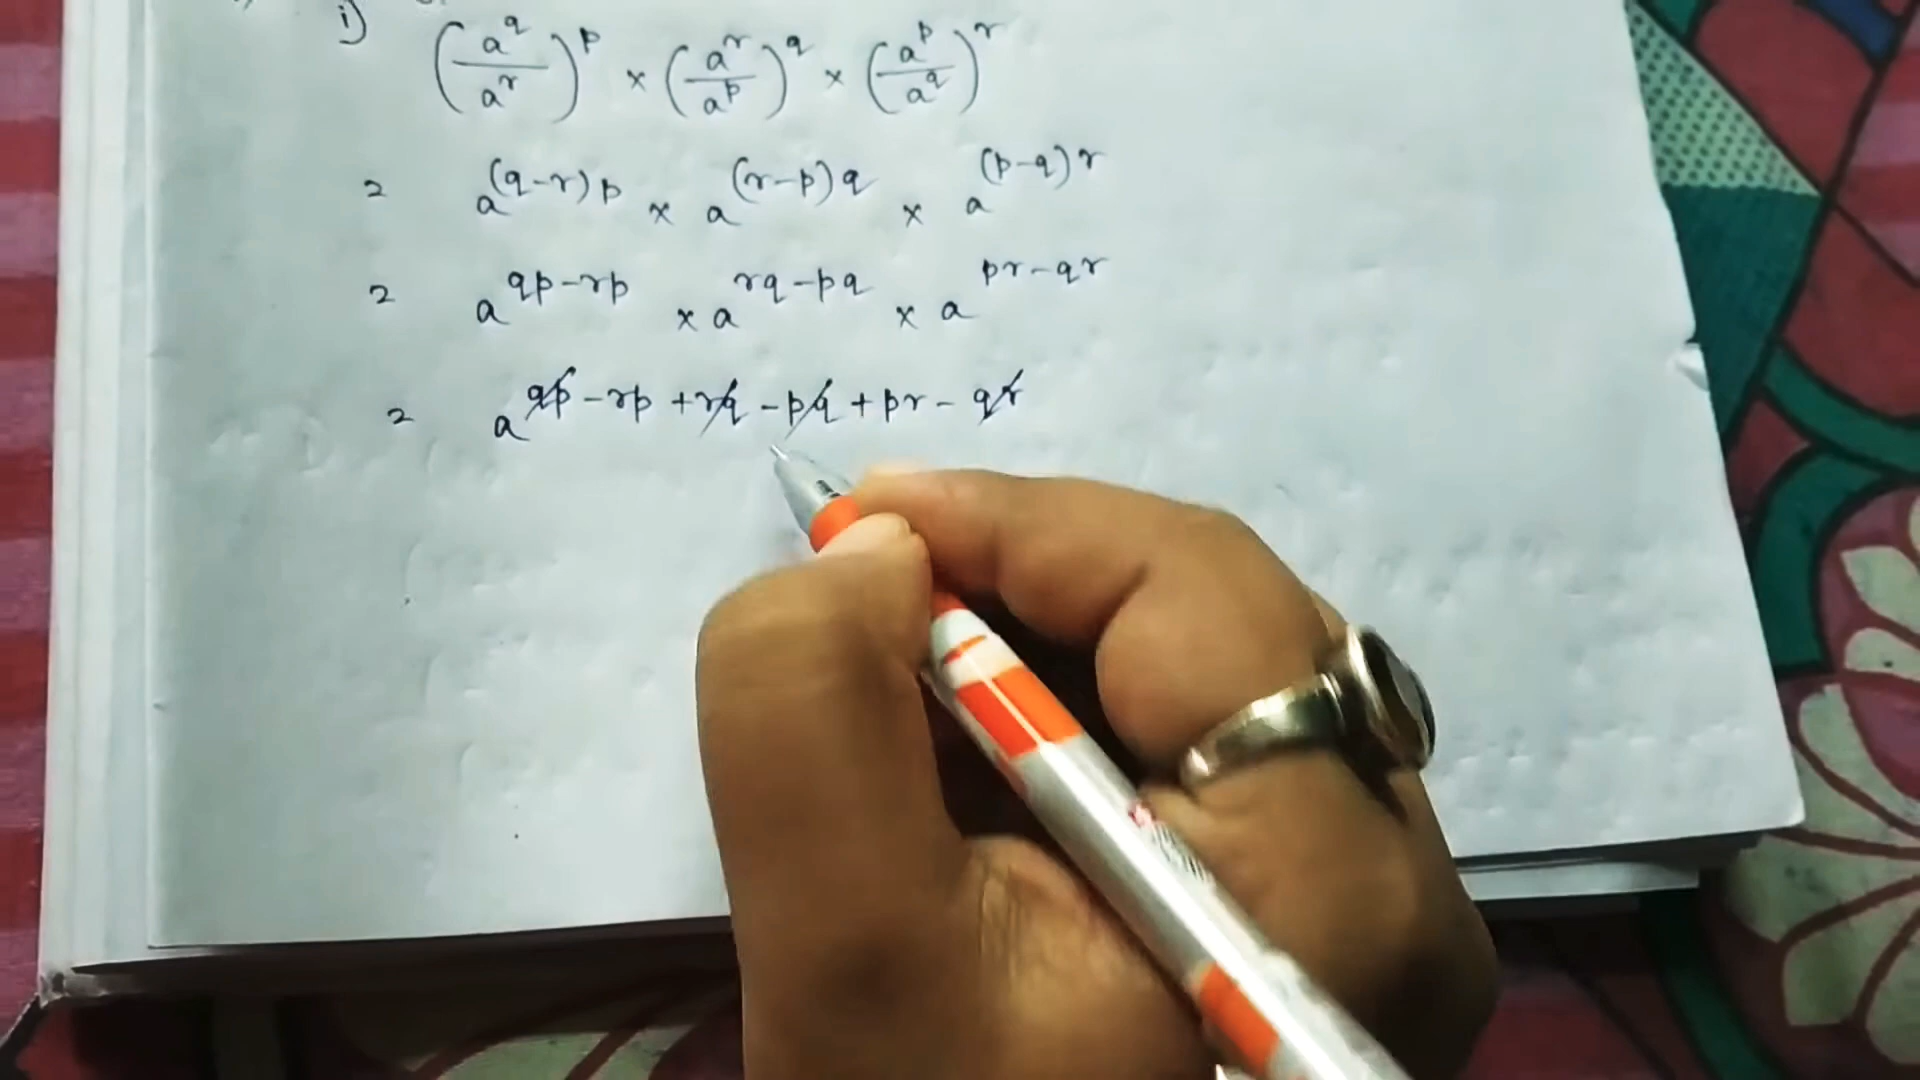 i) (a^q/a^r)^p × (a^r/a^p)^q × (a^p/a^q)^r
= a^(q-r)p × a^(r-p)q × a^(p-q)r
= a^qp-rp × a^rq-pq × a^pr-qr
= a^qp-rp+rq-pq+pr-qr